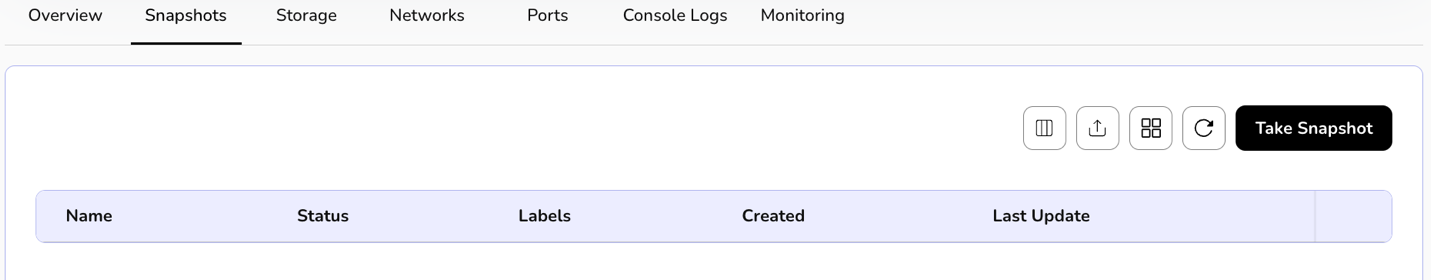 Overview Snapshots Storage Networks Ports Console Logs Monitoring
Take Snapshot
Name Status Labels Created Last Update